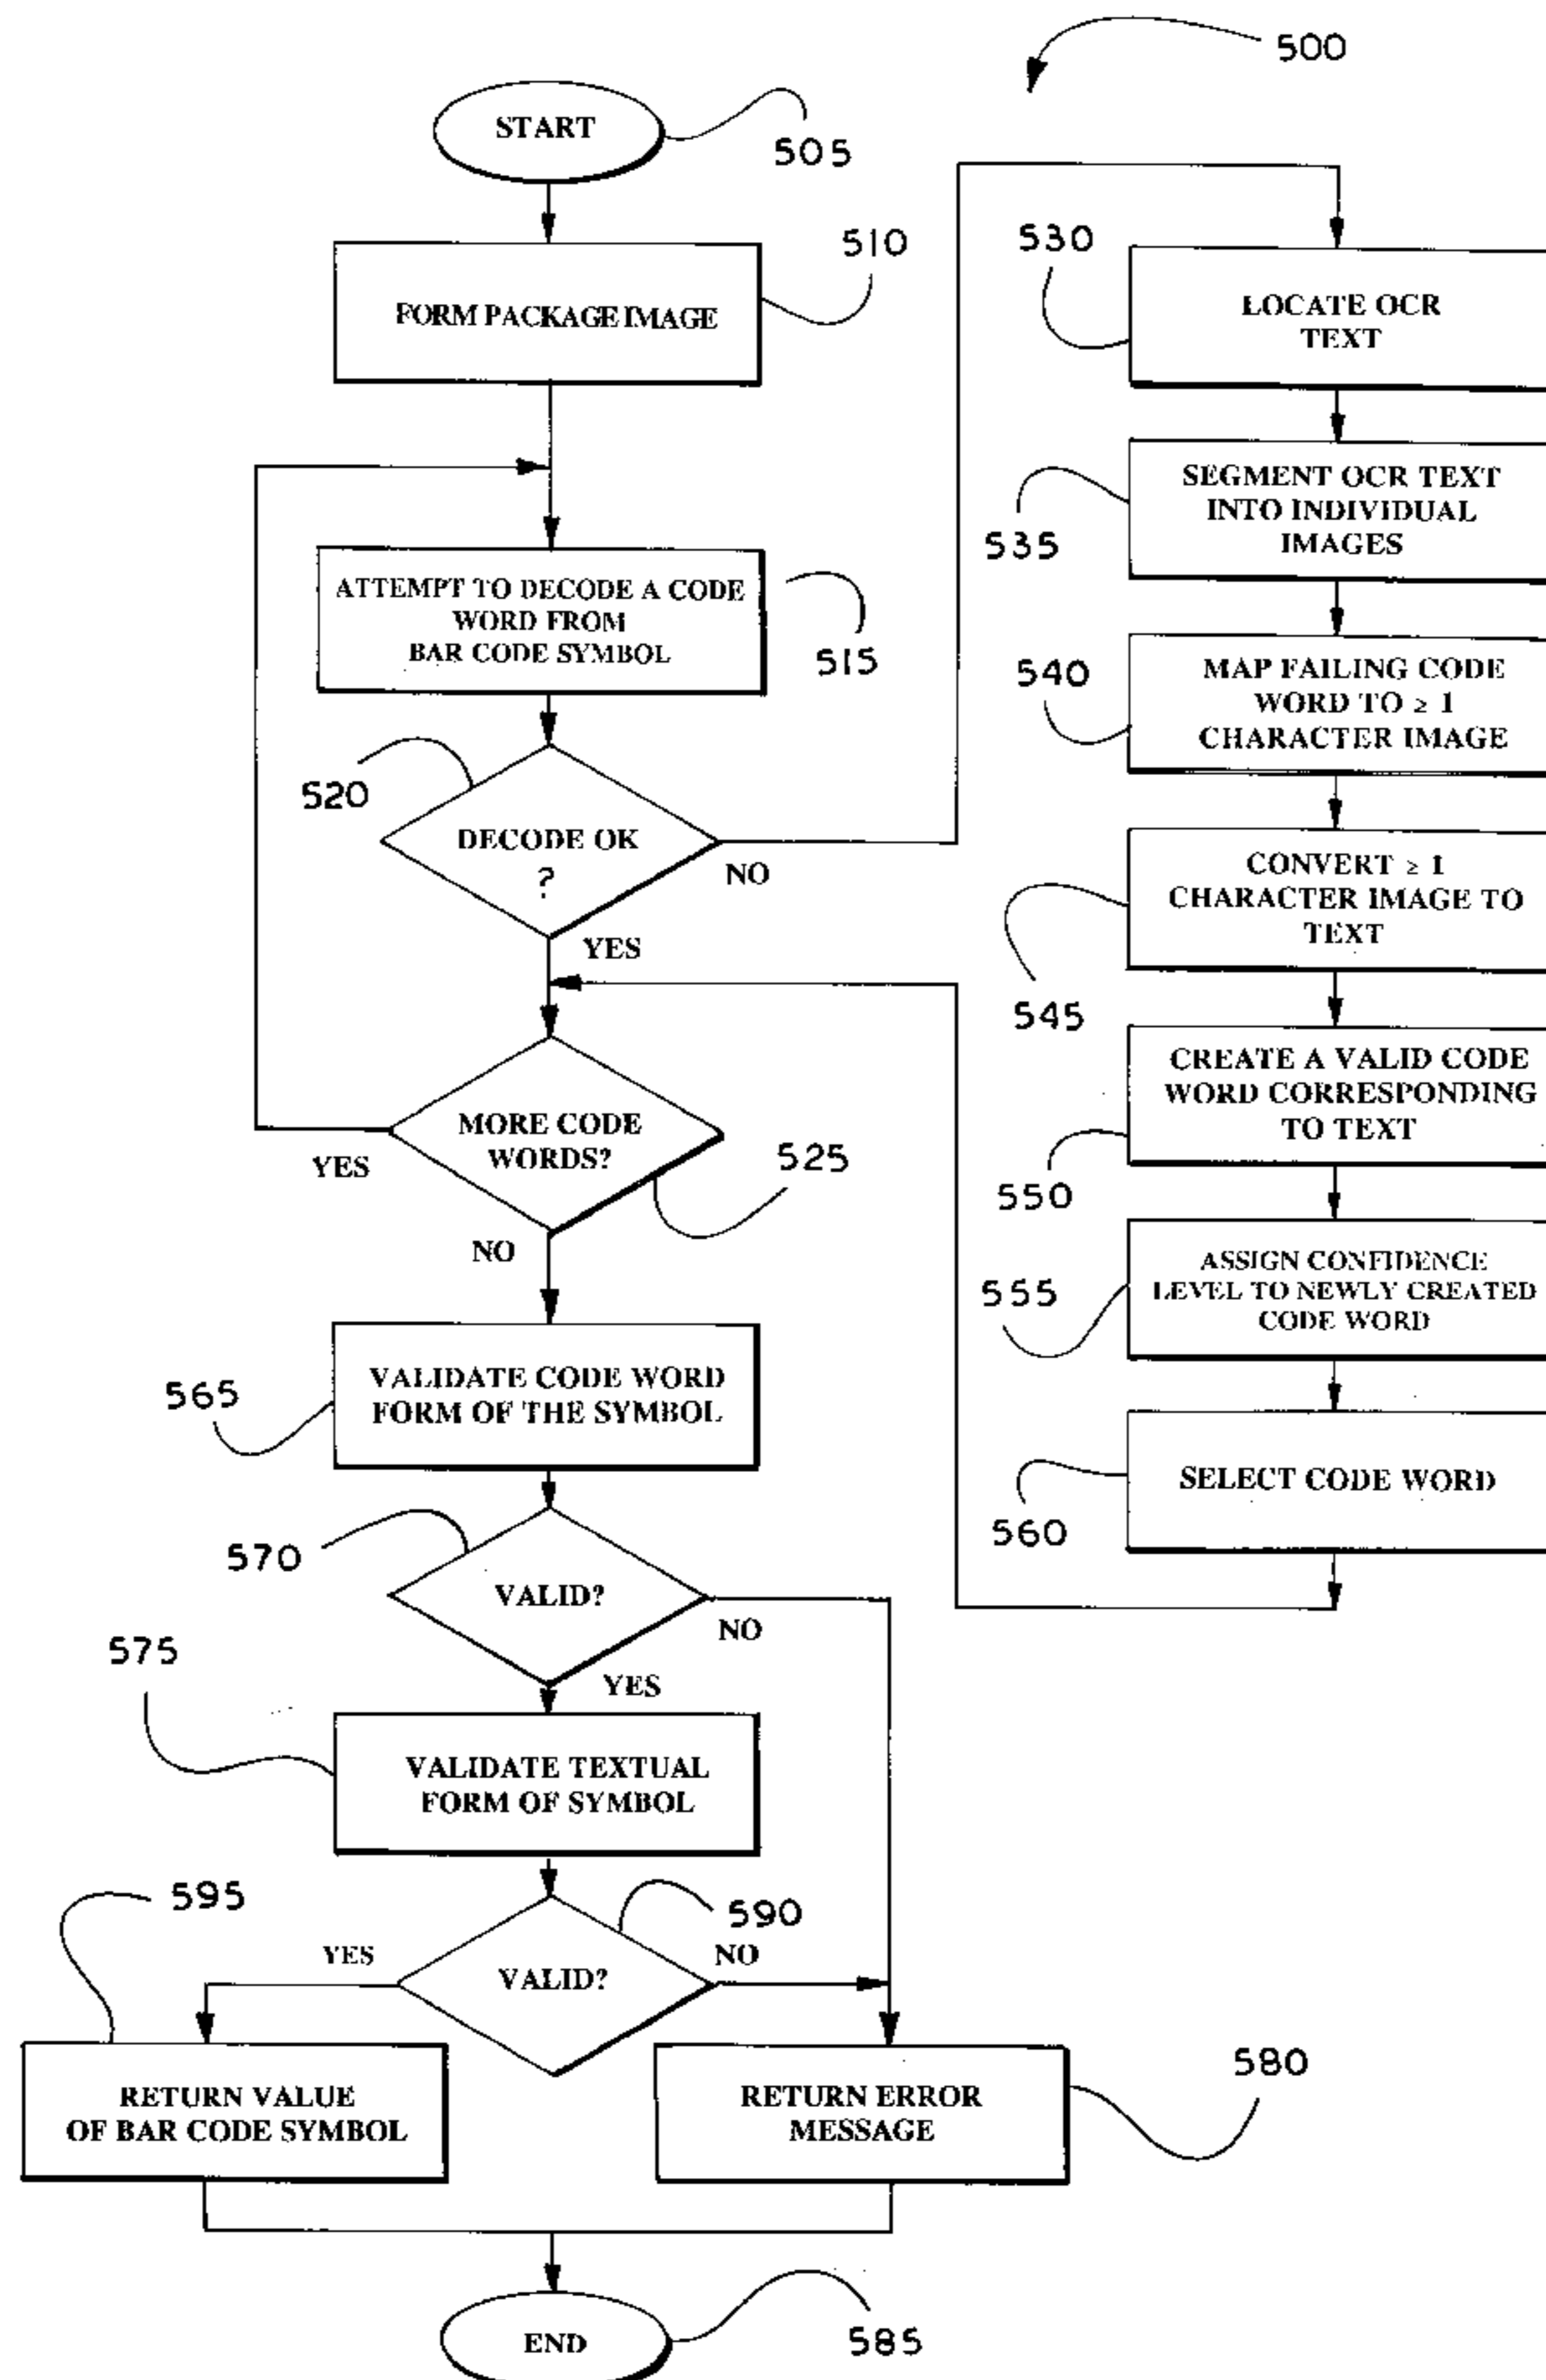 500
START
505
FORM PACKAGE IMAGE
510
ATTEMPT TO DECODE A CODE
WORD FROM
BAR CODE SYMBOL
515
520
DECODE OK
?
NO
YES
MORE CODE
WORDS?
YES
525
NO
530
LOCATE OCR
TEXT
SEGMENT OCR TEXT
INTO INDIVIDUAL
IMAGES
535
540
MAP FAILING CODE
WORD TO ≥ 1
CHARACTER IMAGE
CONVERT ≥ 1
CHARACTER IMAGE TO
TEXT
545
CREATE A VALID CODE
WORD CORRESPONDING
TO TEXT
550
ASSIGN CONFIDENCE
LEVEL TO NEWLY CREATED
CODE WORD
555
SELECT CODE WORD
560
565
VALIDATE CODE WORD
FORM OF THE SYMBOL
570
VALID?
NO
YES
575
VALIDATE TEXTUAL
FORM OF SYMBOL
595
590
YES
VALID?
NO
RETURN VALUE
OF BAR CODE SYMBOL
RETURN ERROR
MESSAGE
580
END
585